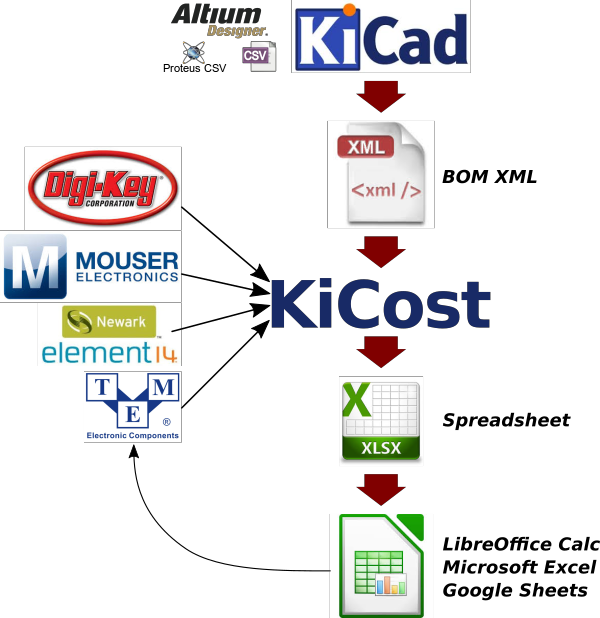 Altium
Designer.
Proteus CSV
CSV
KiCad
XML
<xml />
BOM XML
Digi-Key
CORPORATION
M
MOUSER
ELECTRONICS
Newark
element14
KiCost
T M
E
®
Electronic Components
X
XLSX
Spreadsheet
LibreOffice Calc
Microsoft Excel
Google Sheets